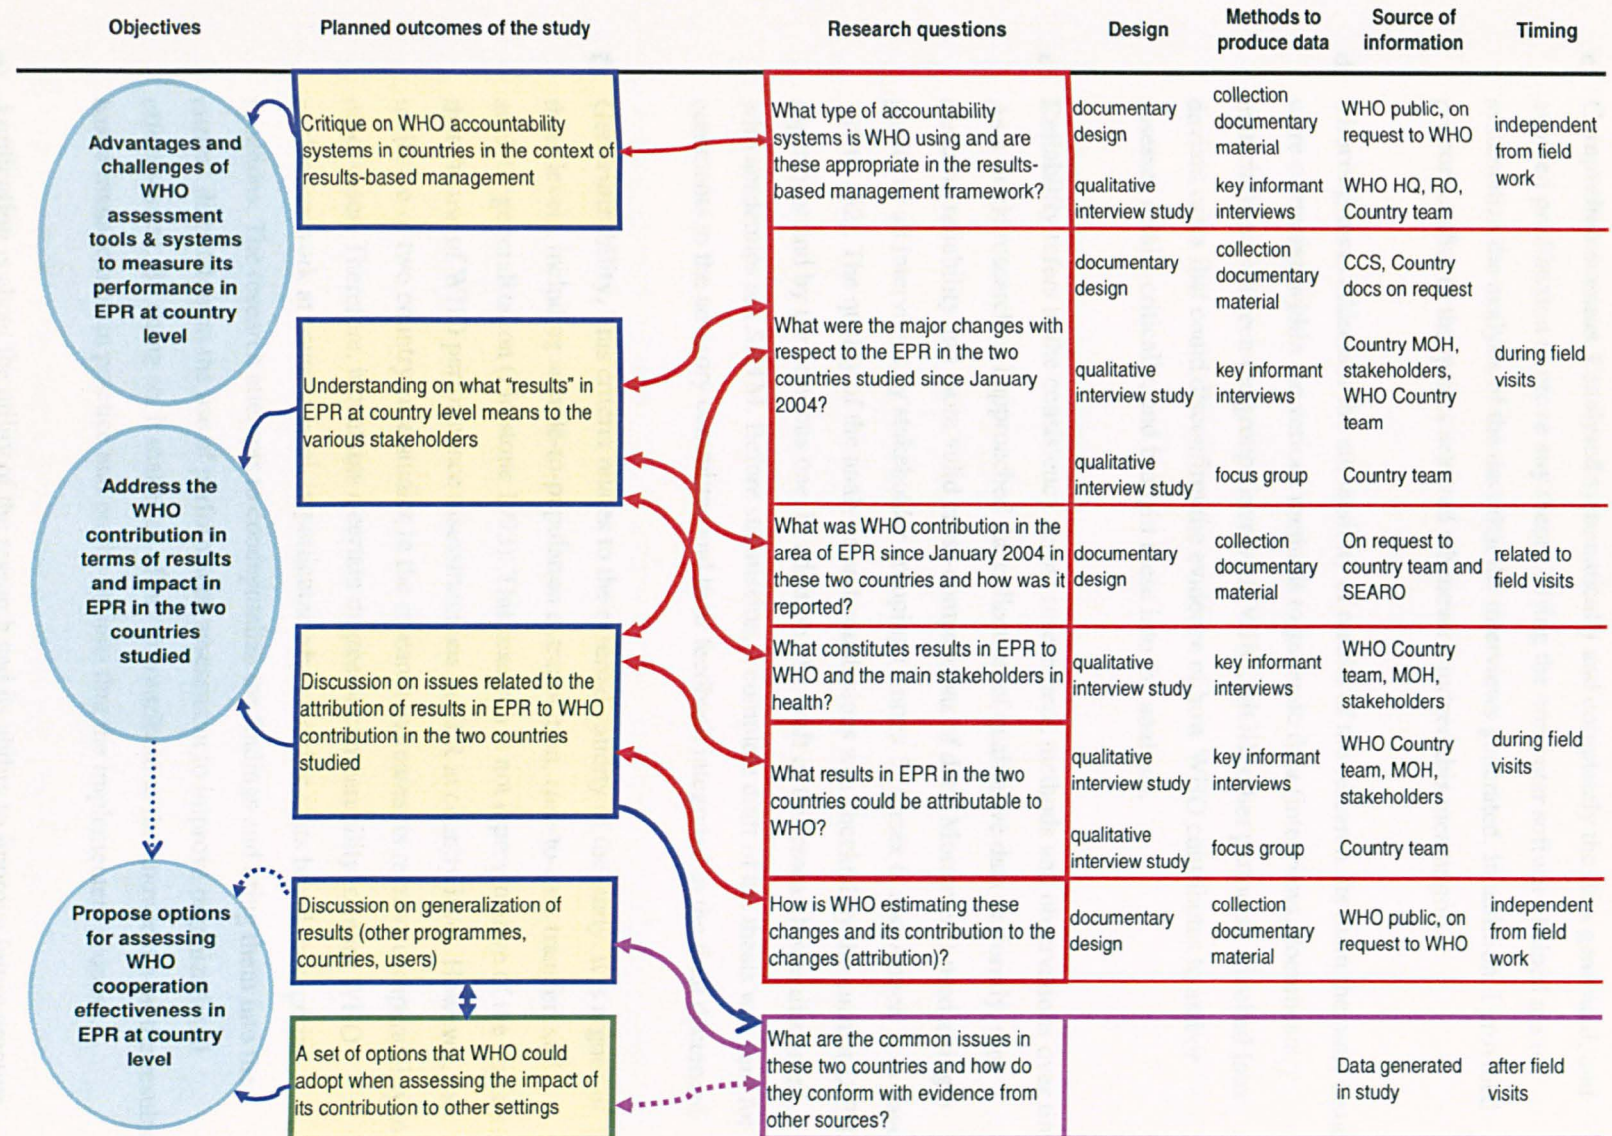 Objectives
Planned outcomes of the study
Research questions
Design
Methods to
produce data
Source of
information
Timing
Advantages and
challenges of
WHO
assessment
tools & systems
to measure its
performance in
EPR at country
level
Address the
WHO
contribution in
terms of results
and impact in
EPR in the two
countries
studied
Propose options
for assessing
WHO
cooperation
effectiveness in
EPR at country
level
Critique on WHO accountability
systems in countries in the context of
results-based management
Understanding on what “results” in
EPR at country level means to the
various stakeholders
Discussion on issues related to the
attribution of results in EPR to WHO
contribution in the two countries
studied
Discussion on generalization of
results (other programmes,
countries, users)
A set of options that WHO could
adopt when assessing the impact of
its contribution to other settings
What type of accountability
systems is WHO using and are
these appropriate in the results-
based management framework?
documentary
design
collection
documentary
material
WHO public, on
request to WHO
independent
from field
work
qualitative
interview study
key informant
interviews
WHO HQ, RO,
Country team
What were the major changes with
respect to the EPR in the two
countries studied since January
2004?
documentary
design
collection
documentary
material
CCS, Country
docs on request
during field
visits
qualitative
interview study
key informant
interviews
Country MOH,
stakeholders,
WHO Country
team
qualitative
interview study
focus group
Country team
What was WHO contribution in the
area of EPR since January 2004 in
these two countries and how was it
reported?
documentary
design
collection
documentary
material
On request to
country team and
SEARO
related to
field visits
What constitutes results in EPR to
WHO and the main stakeholders in
health?
qualitative
interview study
key informant
interviews
WHO Country
team, MOH,
stakeholders
during field
visits
What results in EPR in the two
countries could be attributable to
WHO?
qualitative
interview study
key informant
interviews
WHO Country
team, MOH,
stakeholders
qualitative
interview study
focus group
Country team
How is WHO estimating these
changes and its contribution to the
changes (attribution)?
documentary
design
collection
documentary
material
WHO public, on
request to WHO
independent
from field
work
What are the common issues in
these two countries and how do
they conform with evidence from
other sources?
Data generated
in study
after field
visits